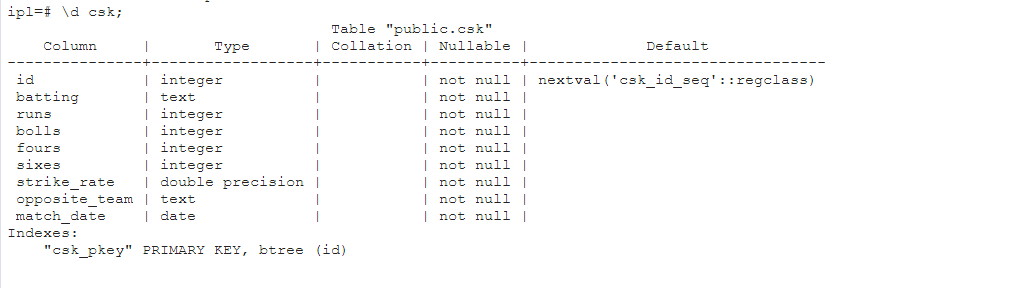 ipl=# \d csk;
Table "public.csk"
Column | Type | Collation | Nullable | Default
---------------+------------------+-----------+----------+---------------------------------
id | integer | | not null | nextval('csk_id_seq'::regclass)
batting | text | | not null |
runs | integer | | not null |
bolls | integer | | not null |
fours | integer | | not null |
sixes | integer | | not null |
strike_rate | double precision | | not null |
opposite_team | text | | not null |
match_date | date | | not null |
Indexes:
"csk_pkey" PRIMARY KEY, btree (id)